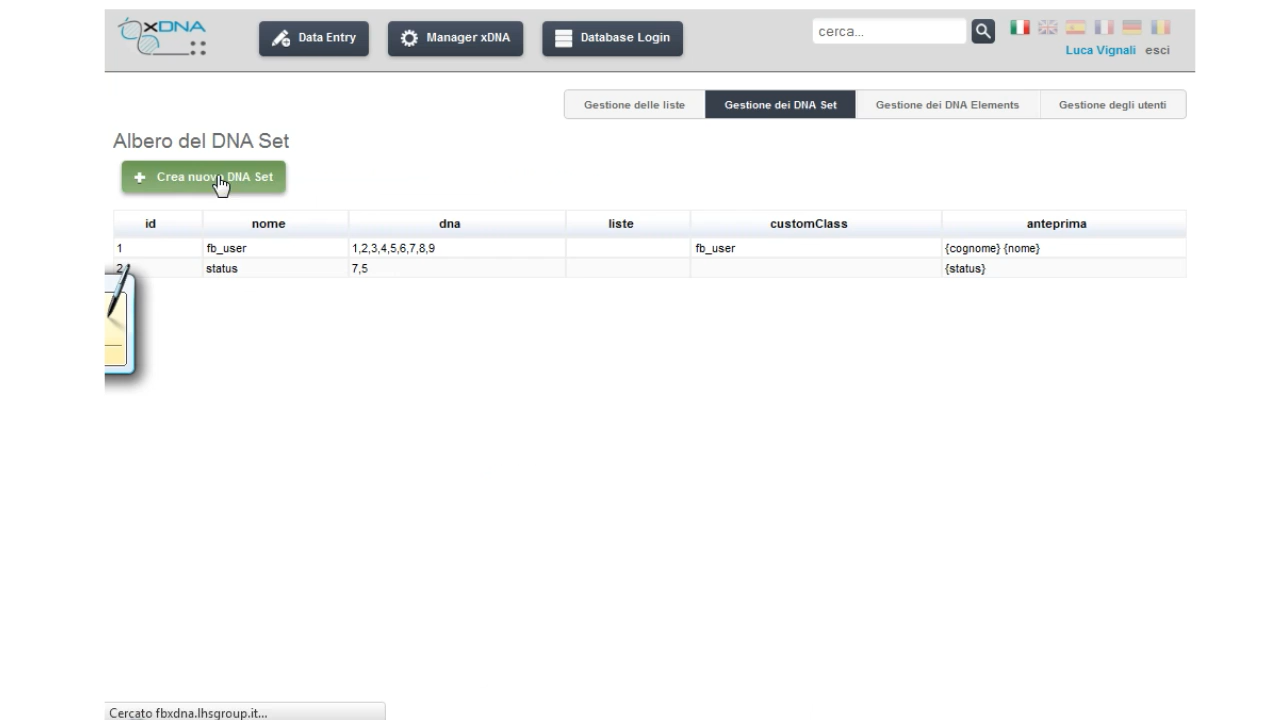 XDNA
Data Entry
Manager xDNA
Database Login
cerca...
Luca Vignali esci
Gestione delle liste
Gestione dei DNA Set
Gestione dei DNA Elements
Gestione degli utenti
Albero del DNA Set
Crea nuovo DNA Set
id nome dna liste customClass anteprima
1 fb_user 1,2,3,4,5,6,7,8,9 fb_user {cognome} {nome}
2 status 7,5 {status}
Cercato fbxdna.lhsgroup.it...